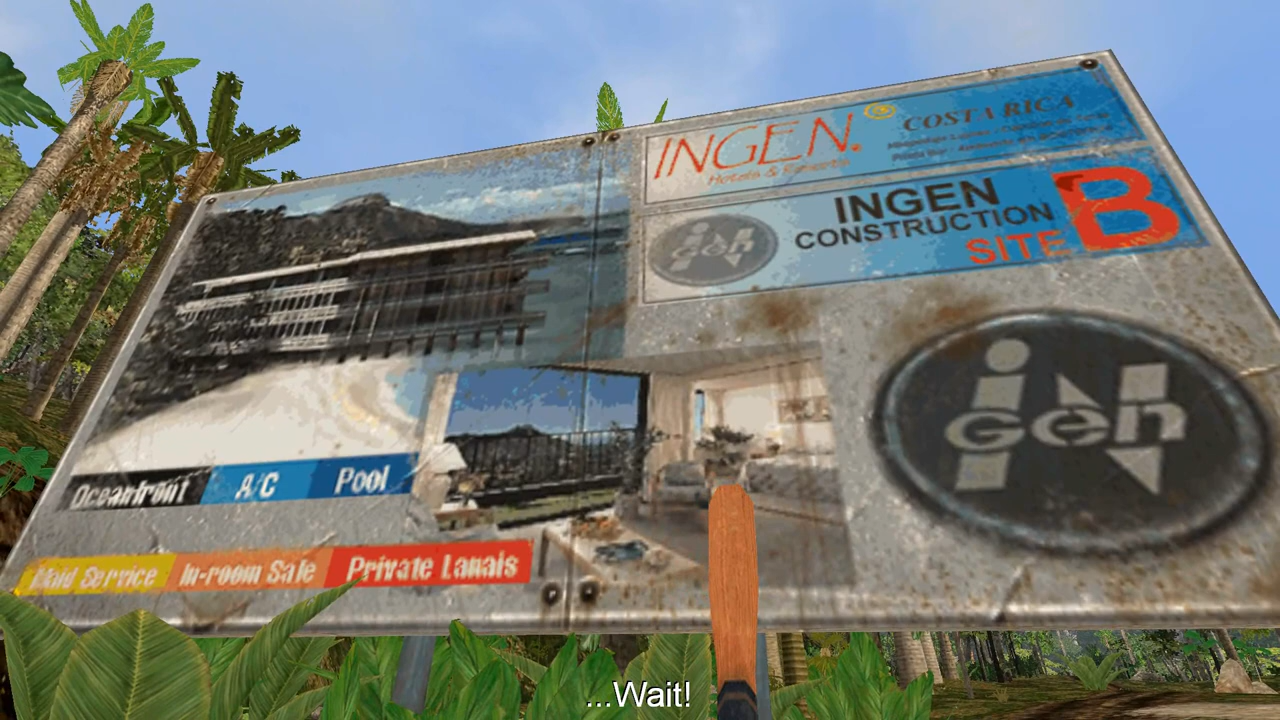 INGEN.
Hotels & Resorts
COSTA RICA
INGEN
CONSTRUCTION
SITE B
inGen
inGen
Oceanfront A/C Pool
Maid Service In-room Safe Private Lanais
...Wait!